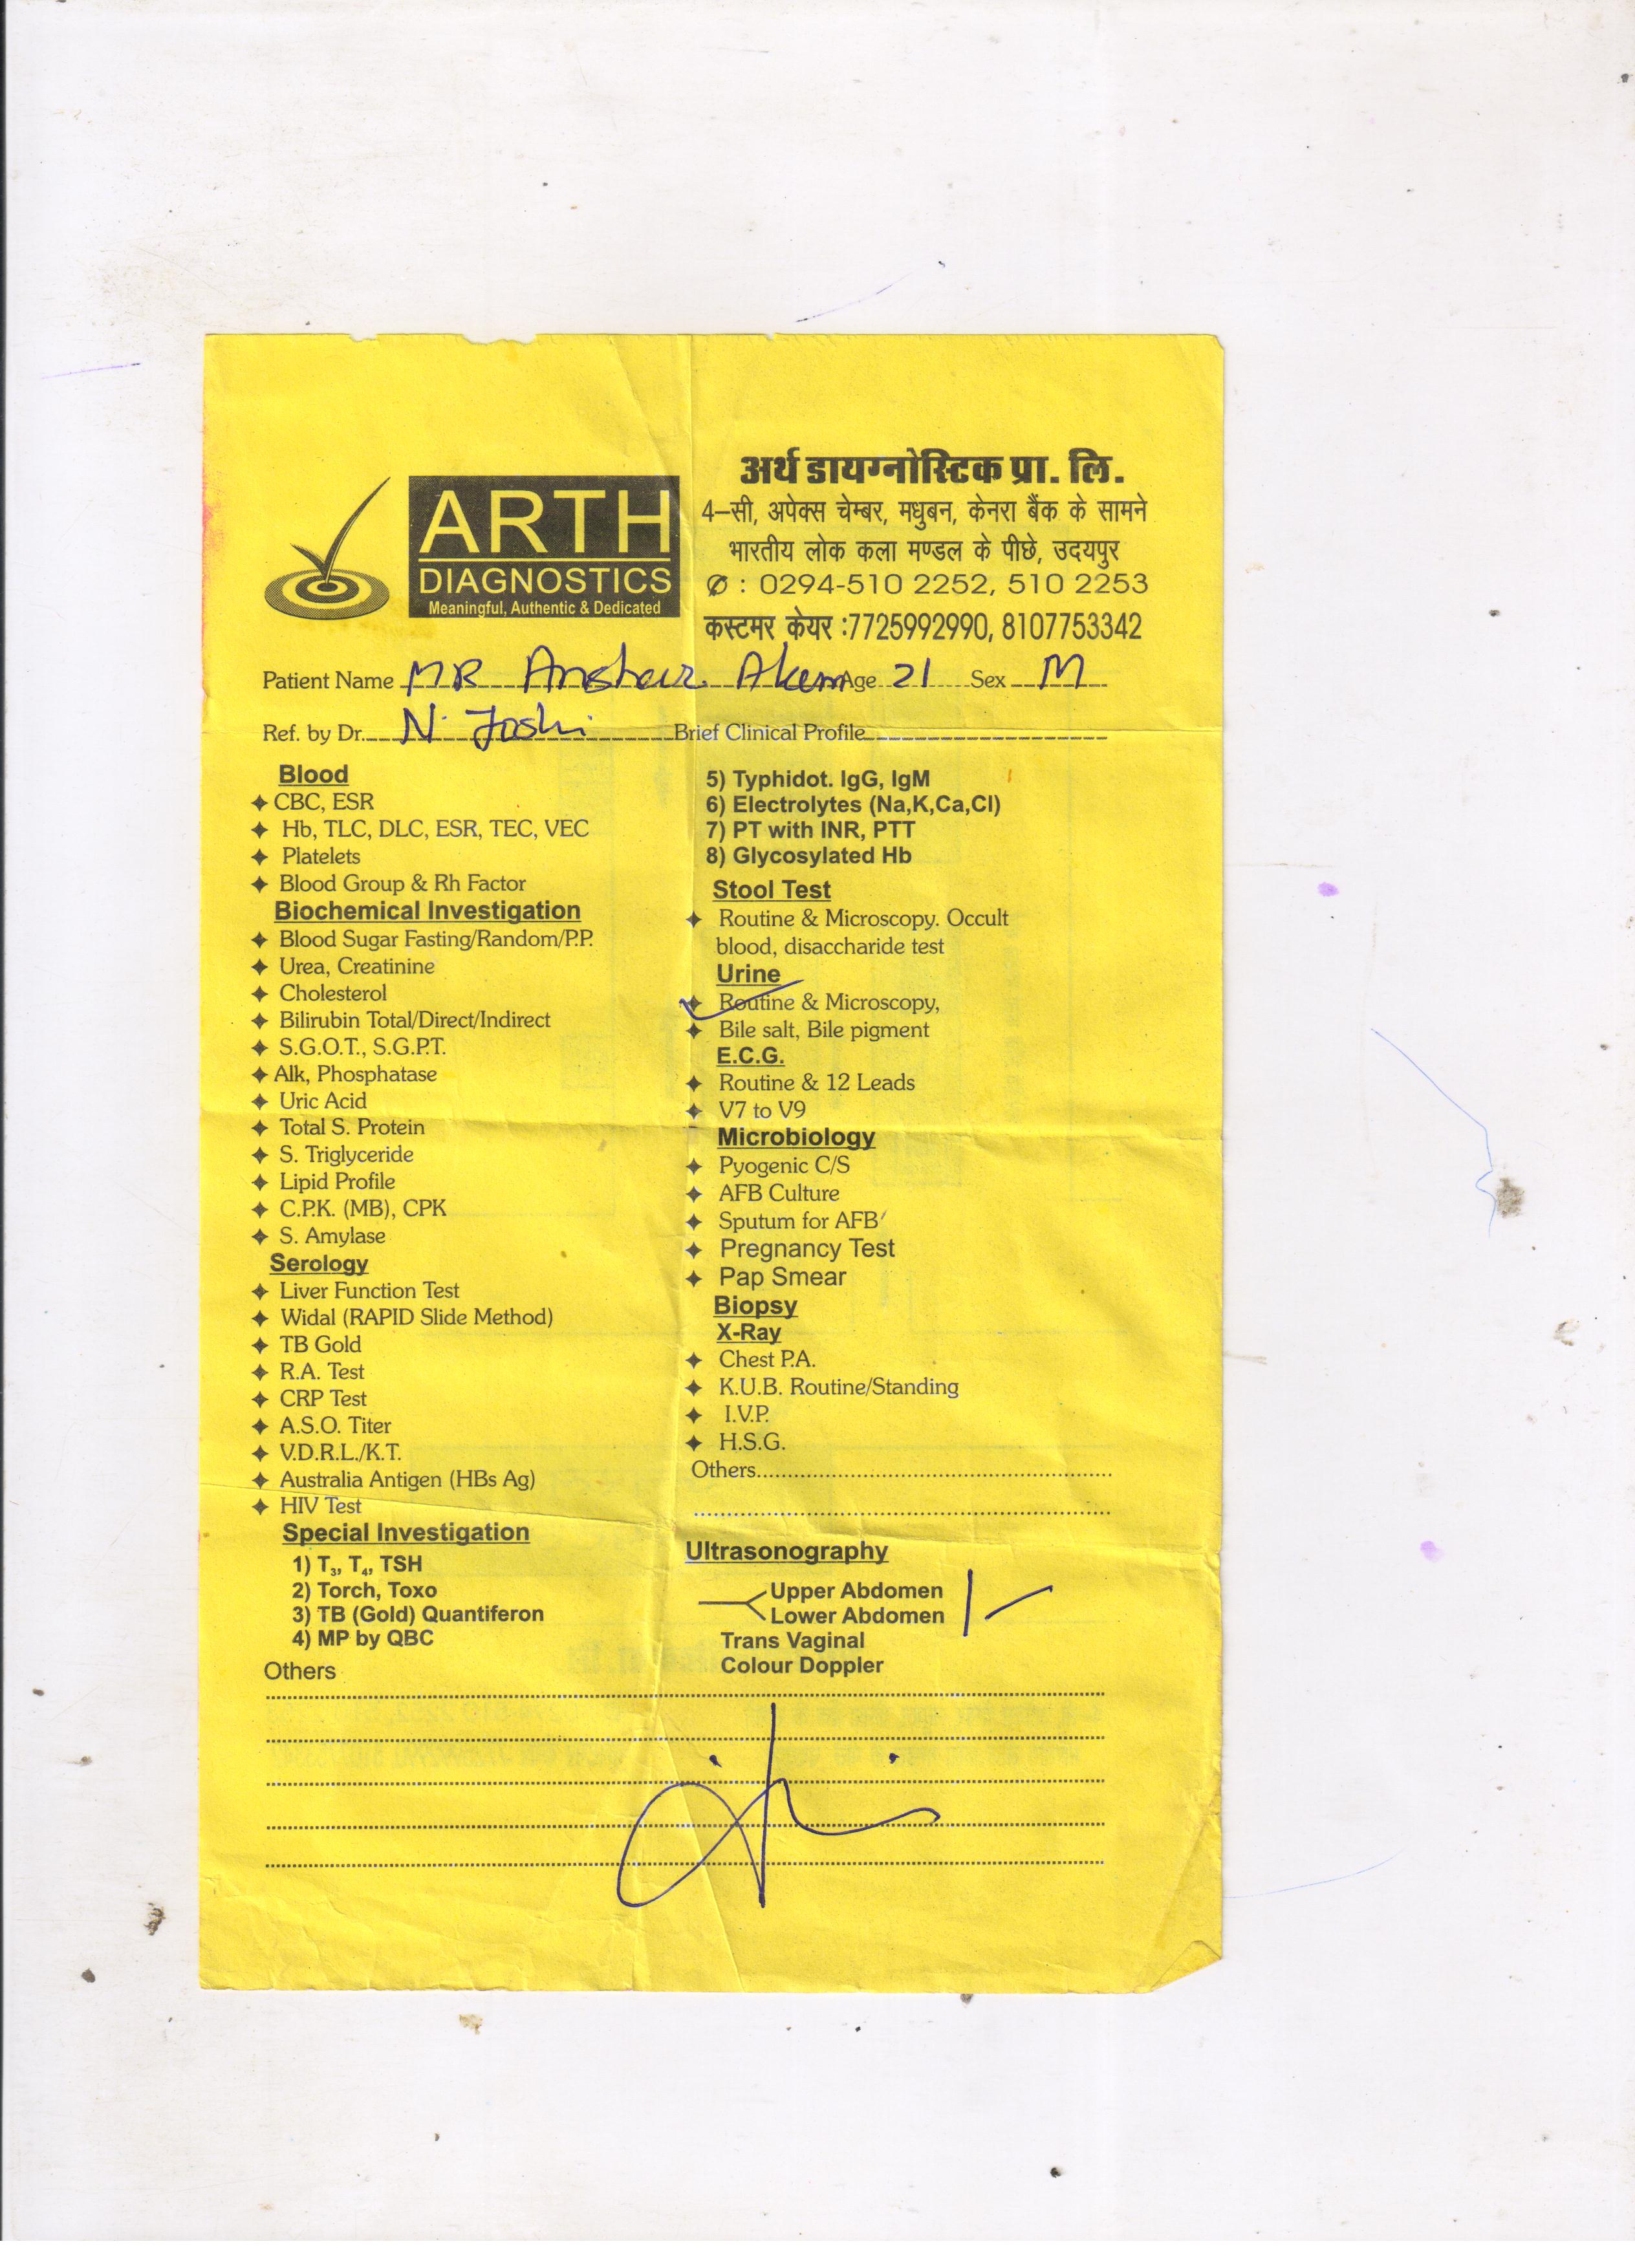 ARTH
DIAGNOSTICS
Meaningful, Authentic & Dedicated
अर्थ डायग्नोस्टिक प्रा. लि.
4–सी, अपेक्स चेम्बर, मधुबन, केनरा बैंक के सामने
भारतीय लोक कला मण्डल के पीछे, उदयपुर
✆ : 0294-510 2252, 510 2253
कस्टमर केयर :7725992990, 8107753342
Patient Name MR Age 21 Sex M
Ref. by Dr. N. Joshi Brief Clinical Profile
Blood
CBC, ESR
Hb, TLC, DLC, ESR, TEC, VEC
Platelets
Blood Group & Rh Factor
Biochemical Investigation
Blood Sugar Fasting/Random/P.P.
Urea, Creatinine
Cholesterol
Bilirubin Total/Direct/Indirect
S.G.O.T., S.G.P.T.
Alk, Phosphatase
Uric Acid
Total S. Protein
S. Triglyceride
Lipid Profile
C.P.K. (MB), CPK
S. Amylase
Serology
Liver Function Test
Widal (RAPID Slide Method)
TB Gold
R.A. Test
CRP Test
A.S.O. Titer
V.D.R.L./K.T.
Australia Antigen (HBs Ag)
HIV Test
Special Investigation
1) T₃, T₄, TSH
2) Torch, Toxo
3) TB (Gold) Quantiferon
4) MP by QBC
5) Typhidot. IgG, IgM
6) Electrolytes (Na,K,Ca,Cl)
7) PT with INR, PTT
8) Glycosylated Hb
Stool Test
Routine & Microscopy. Occult
blood, disaccharide test
Urine
Routine & Microscopy,
Bile salt, Bile pigment
E.C.G.
Routine & 12 Leads
V7 to V9
Microbiology
Pyogenic C/S
AFB Culture
Sputum for AFB
Pregnancy Test
Pap Smear
Biopsy
X-Ray
Chest P.A.
K.U.B. Routine/Standing
I.V.P.
H.S.G.
Others
Ultrasonography
Upper Abdomen
Lower Abdomen
Trans Vaginal
Colour Doppler
Others